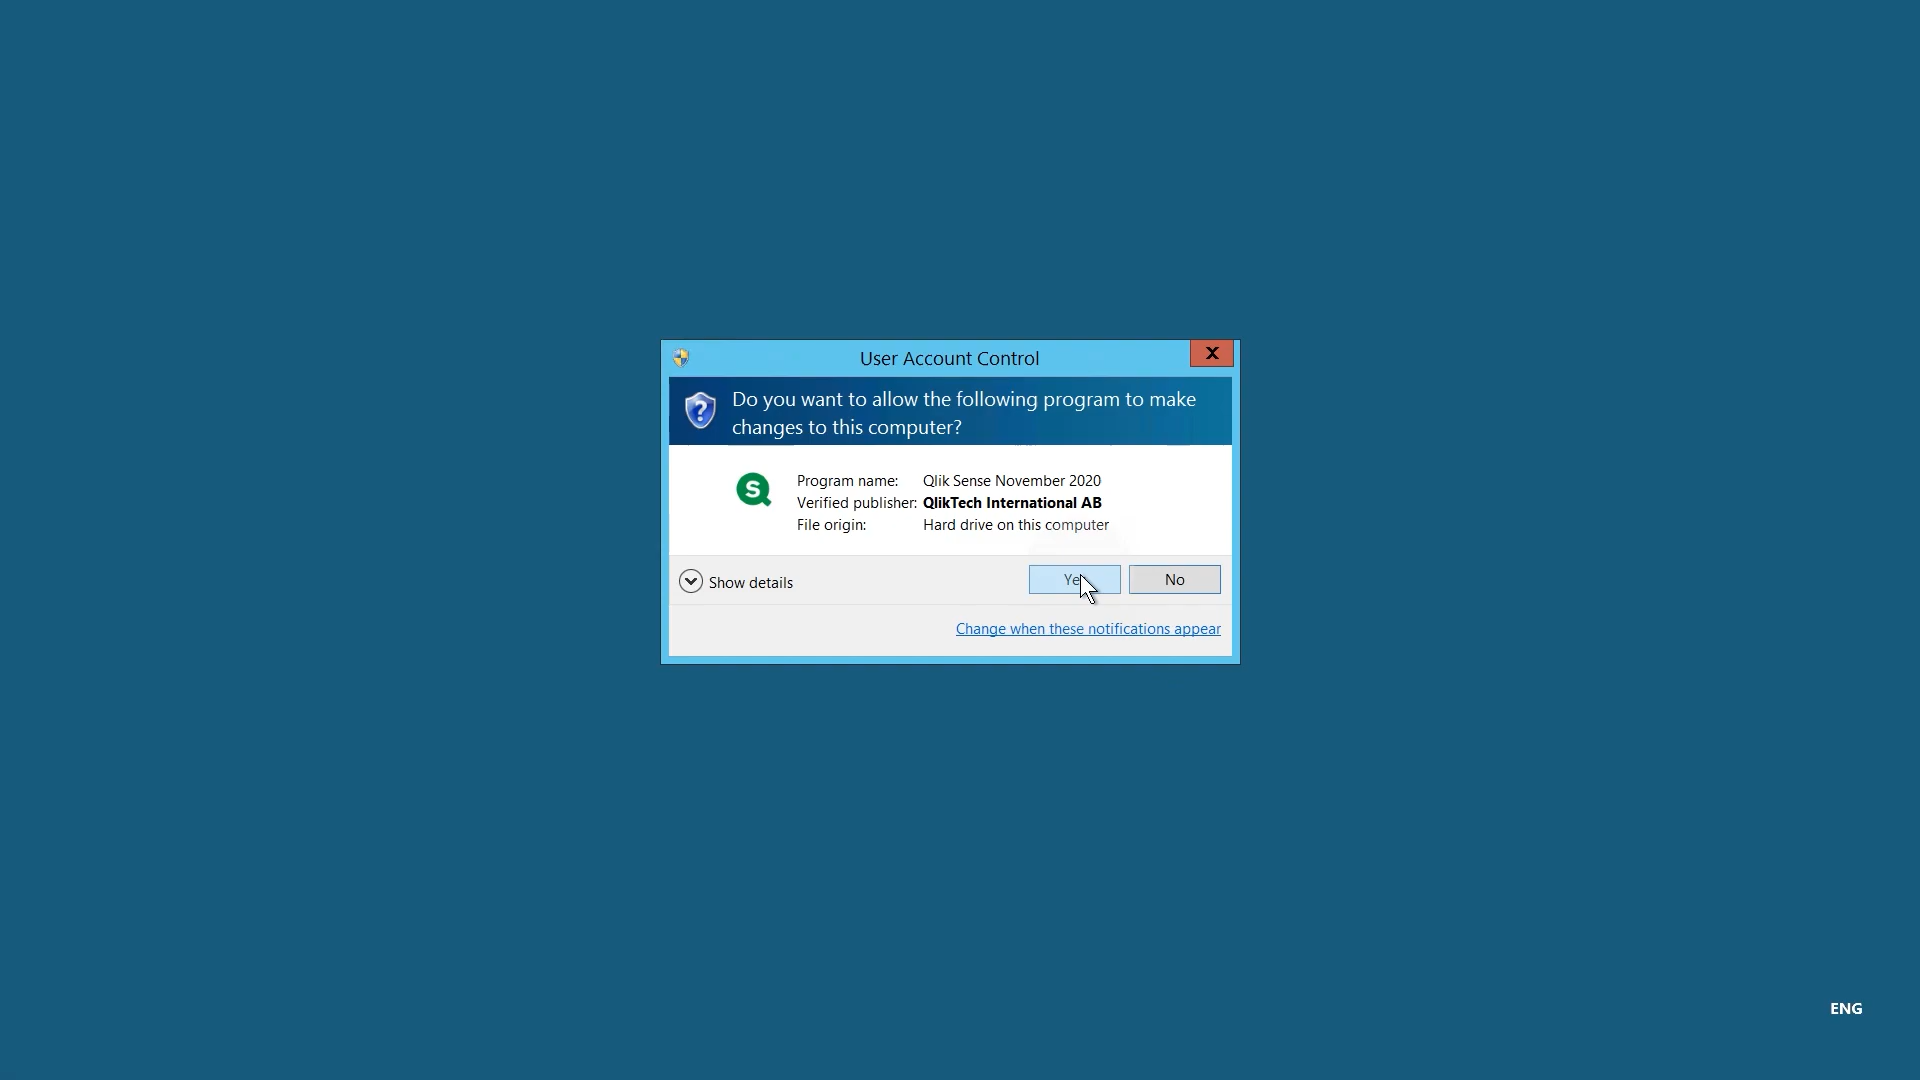 User Account Control
X
Do you want to allow the following program to make
changes to this computer?
S
Program name: Qlik Sense November 2020
Verified publisher: QlikTech International AB
File origin: Hard drive on this computer
Show details
Ye
No
Change when these notifications appear
ENG